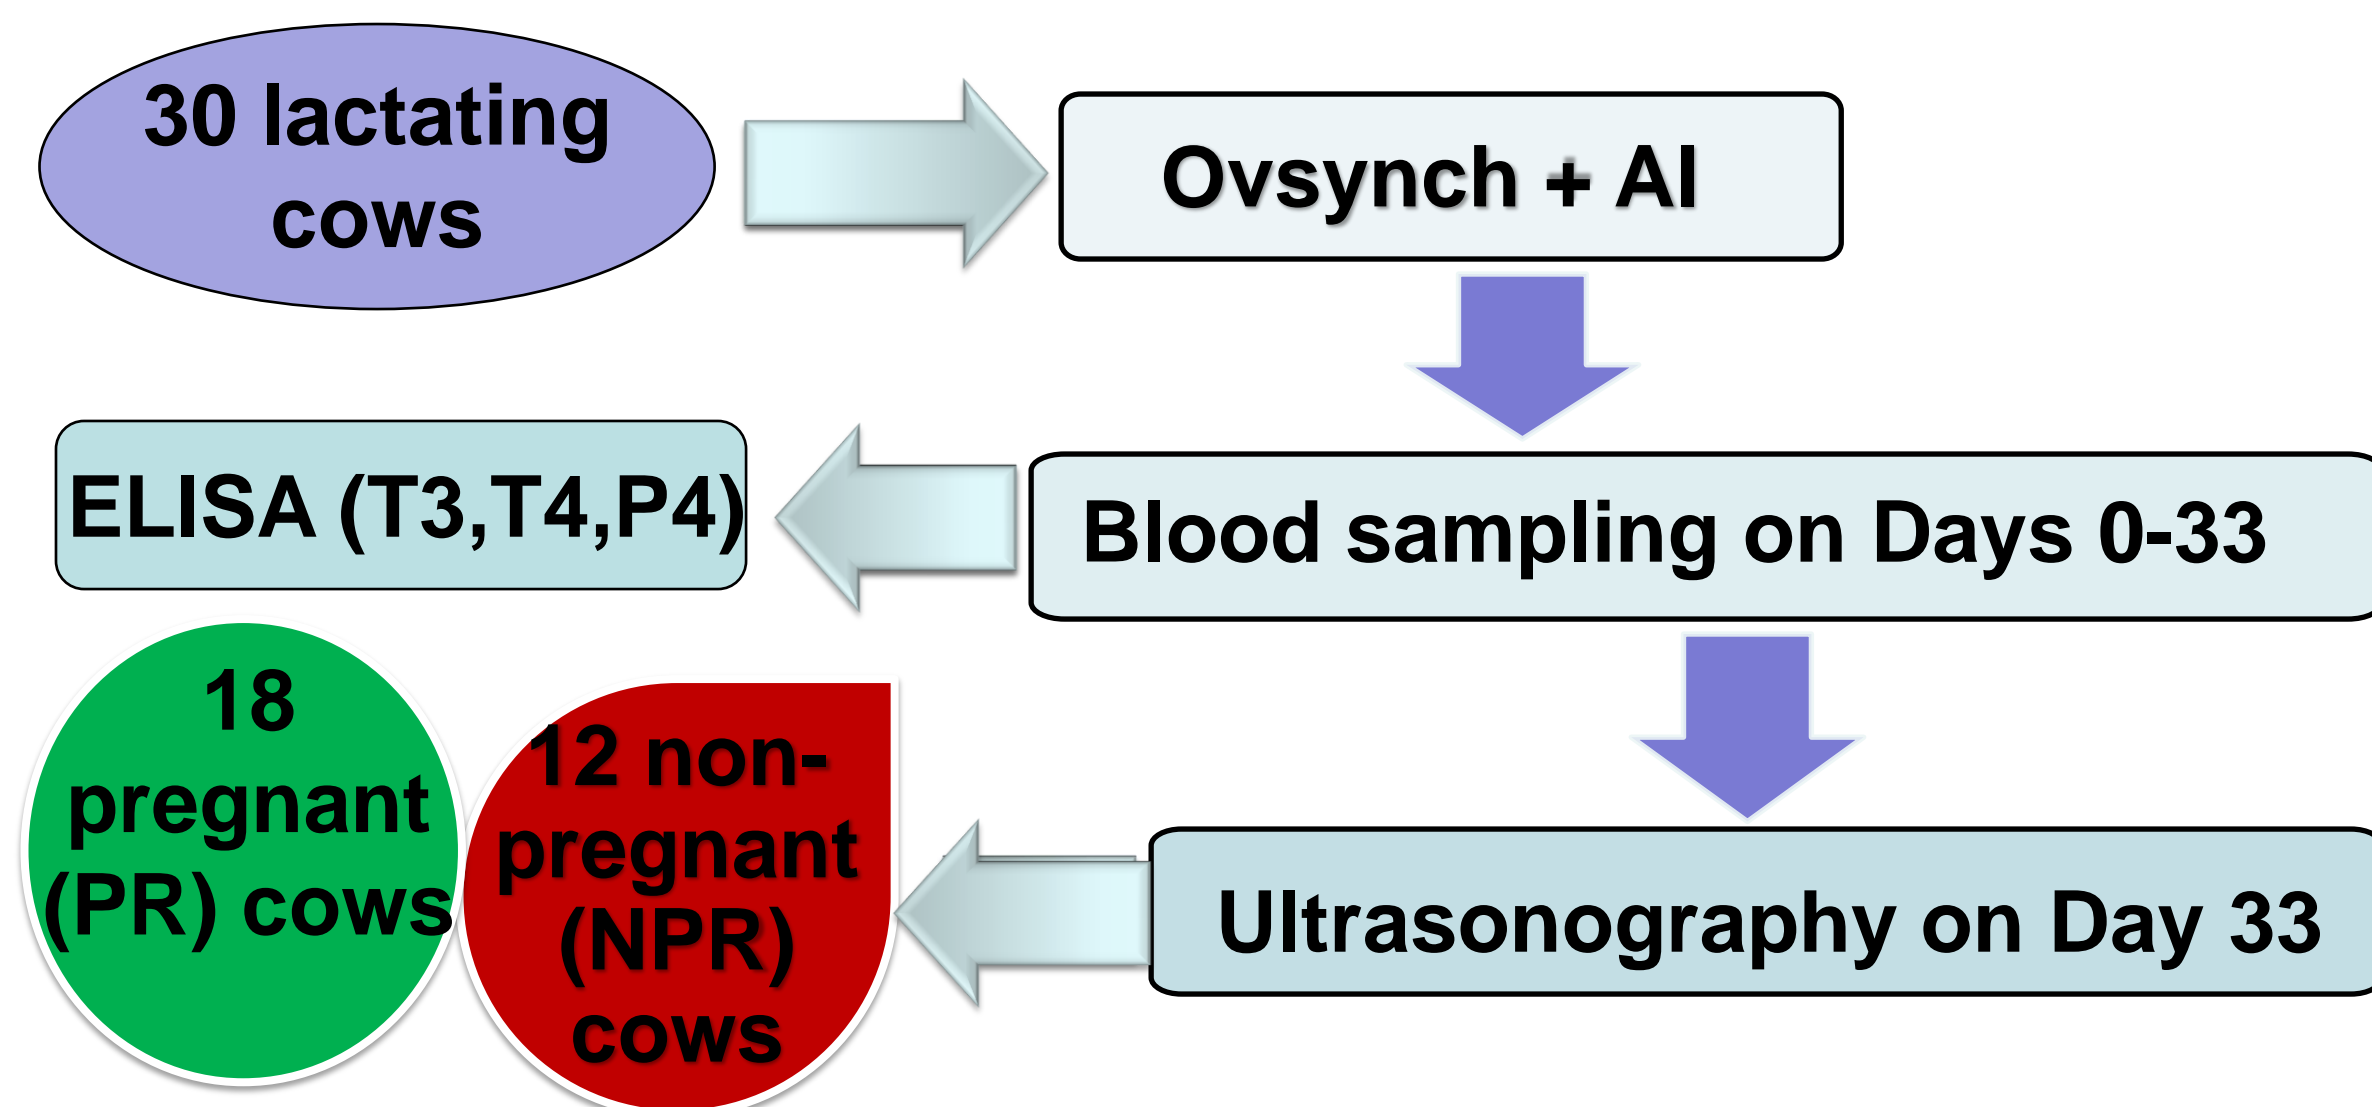 30 lactating
cows
Ovsynch + AI
ELISA (T3,T4,P4)
Blood sampling on Days 0-33
18
pregnant
(PR) cows
12 non-
pregnant
(NPR)
cows
Ultrasonography on Day 33